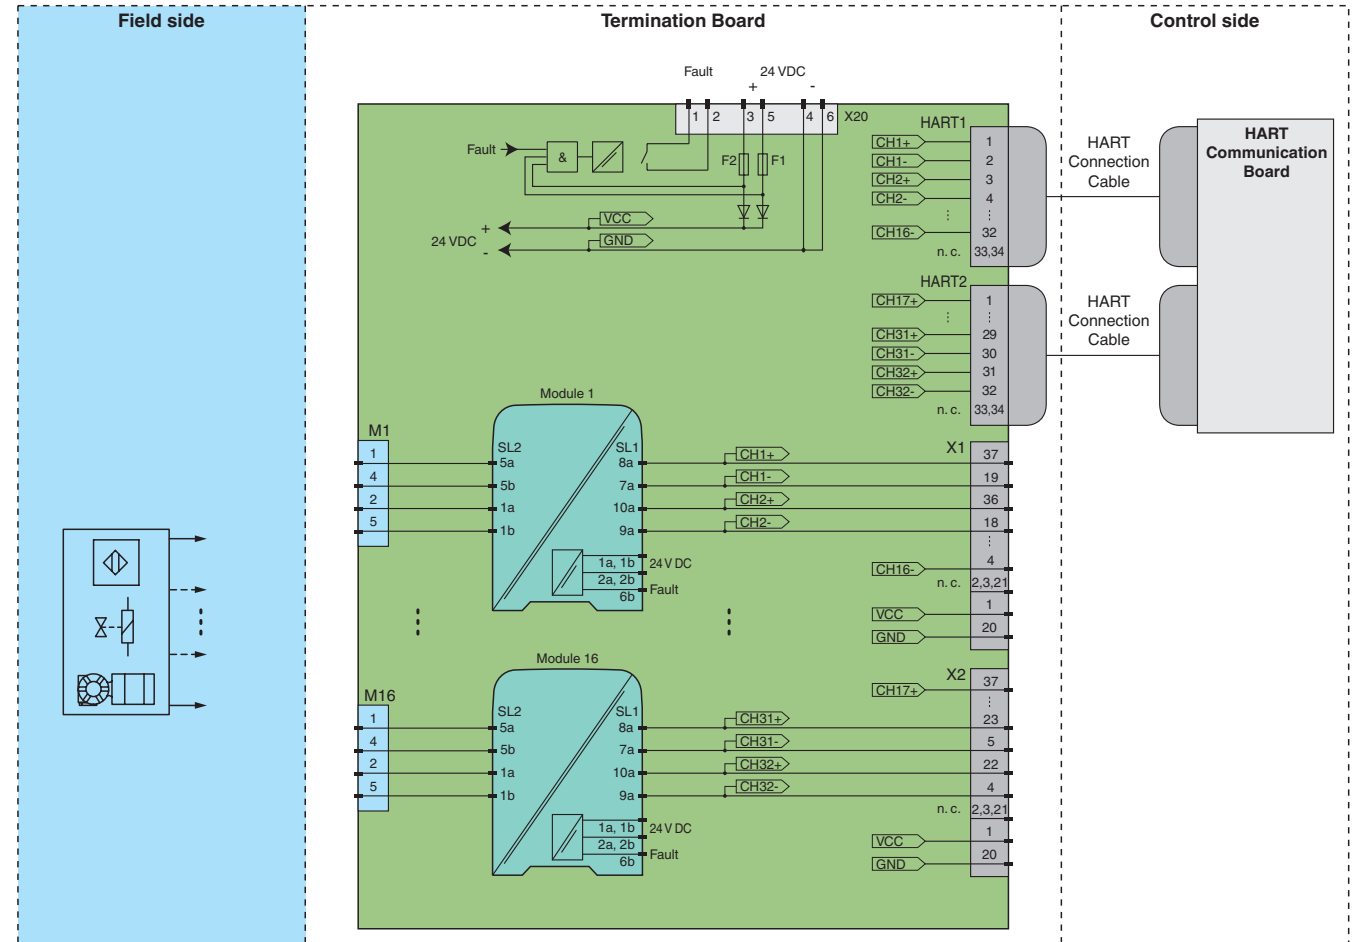 Field side
Termination Board
Control side
Fault
24 VDC
+
-
1
2
3
5
4
6
X20
Fault
&
F2
F1
+
24 VDC
-
VCC
GND
HART1
CH1+ 1
CH1- 2
CH2+ 3
CH2- 4
CH16- 32
n. c. 33,34
HART
Connection
Cable
HART
Communication
Board
HART2
CH17+ 1
CH31+ 29
CH31- 30
CH32+ 31
CH32- 32
n. c. 33,34
HART
Connection
Cable
Module 1
M1
1
4
2
5
SL2
5a
5b
1a
1b
SL1
8a
7a
10a
9a
1a, 1b
2a, 2b
6b
24 V DC
Fault
CH1+
CH1-
CH2+
CH2-
X1
37
19
36
18
CH16- 4
n. c. 2,3,21
VCC 1
GND 20
Module 16
M16
1
4
2
5
SL2
5a
5b
1a
1b
SL1
8a
7a
10a
9a
1a, 1b
2a, 2b
6b
24 V DC
Fault
CH31+
CH31-
CH32+
CH32-
X2
CH17+ 37
23
5
22
4
n. c. 2,3,21
VCC 1
GND 20